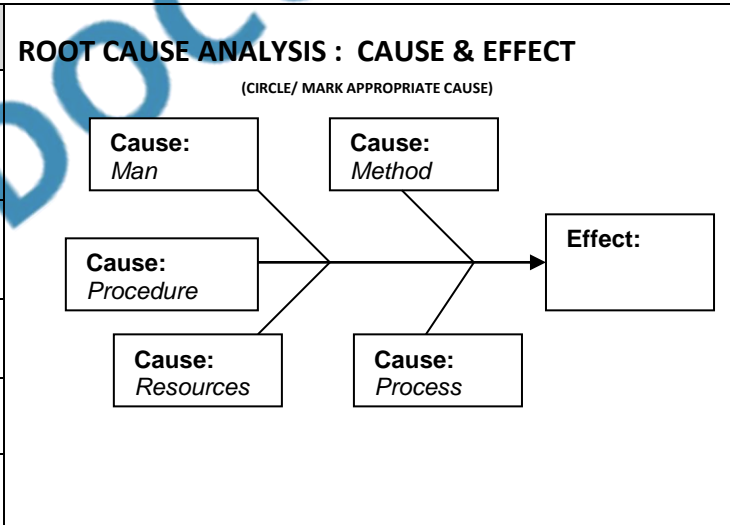 ROOT CAUSE ANALYSIS : CAUSE & EFFECT
(CIRCLE/ MARK APPROPRIATE CAUSE)
Cause:
Man
Cause:
Method
Effect:
Cause:
Procedure
Cause:
Resources
Cause:
Process